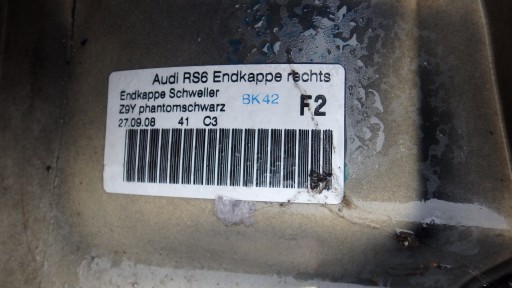 Audi RS6 Endkappe rechts
Endkappe Schweller
Z9Y phantomschwarz BK42 F2
27.09.08 41 C3